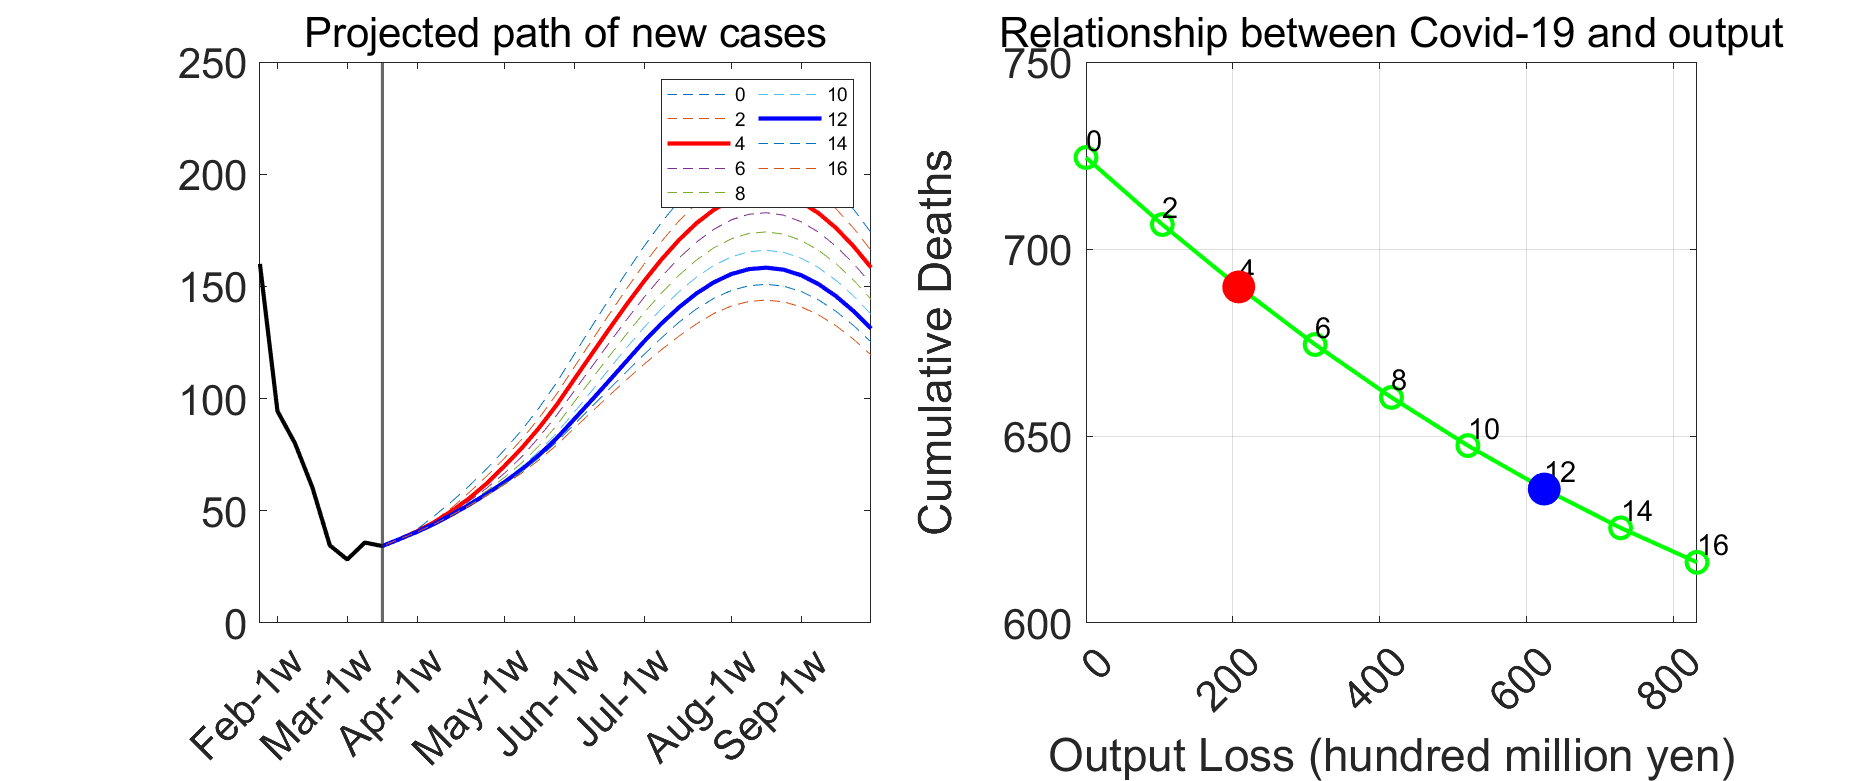 Projected path of new cases
250
200
150
100
50
0
0
2
4
6
8
10
12
14
16
Feb-1w
Mar-1w
Apr-1w
May-1w
Jun-1w
Jul-1w
Aug-1w
Sep-1w
Relationship between Covid-19 and output
Cumulative Deaths
750
700
650
600
0
2
4
6
8
10
12
14
16
0
200
400
600
800
Output Loss (hundred million yen)